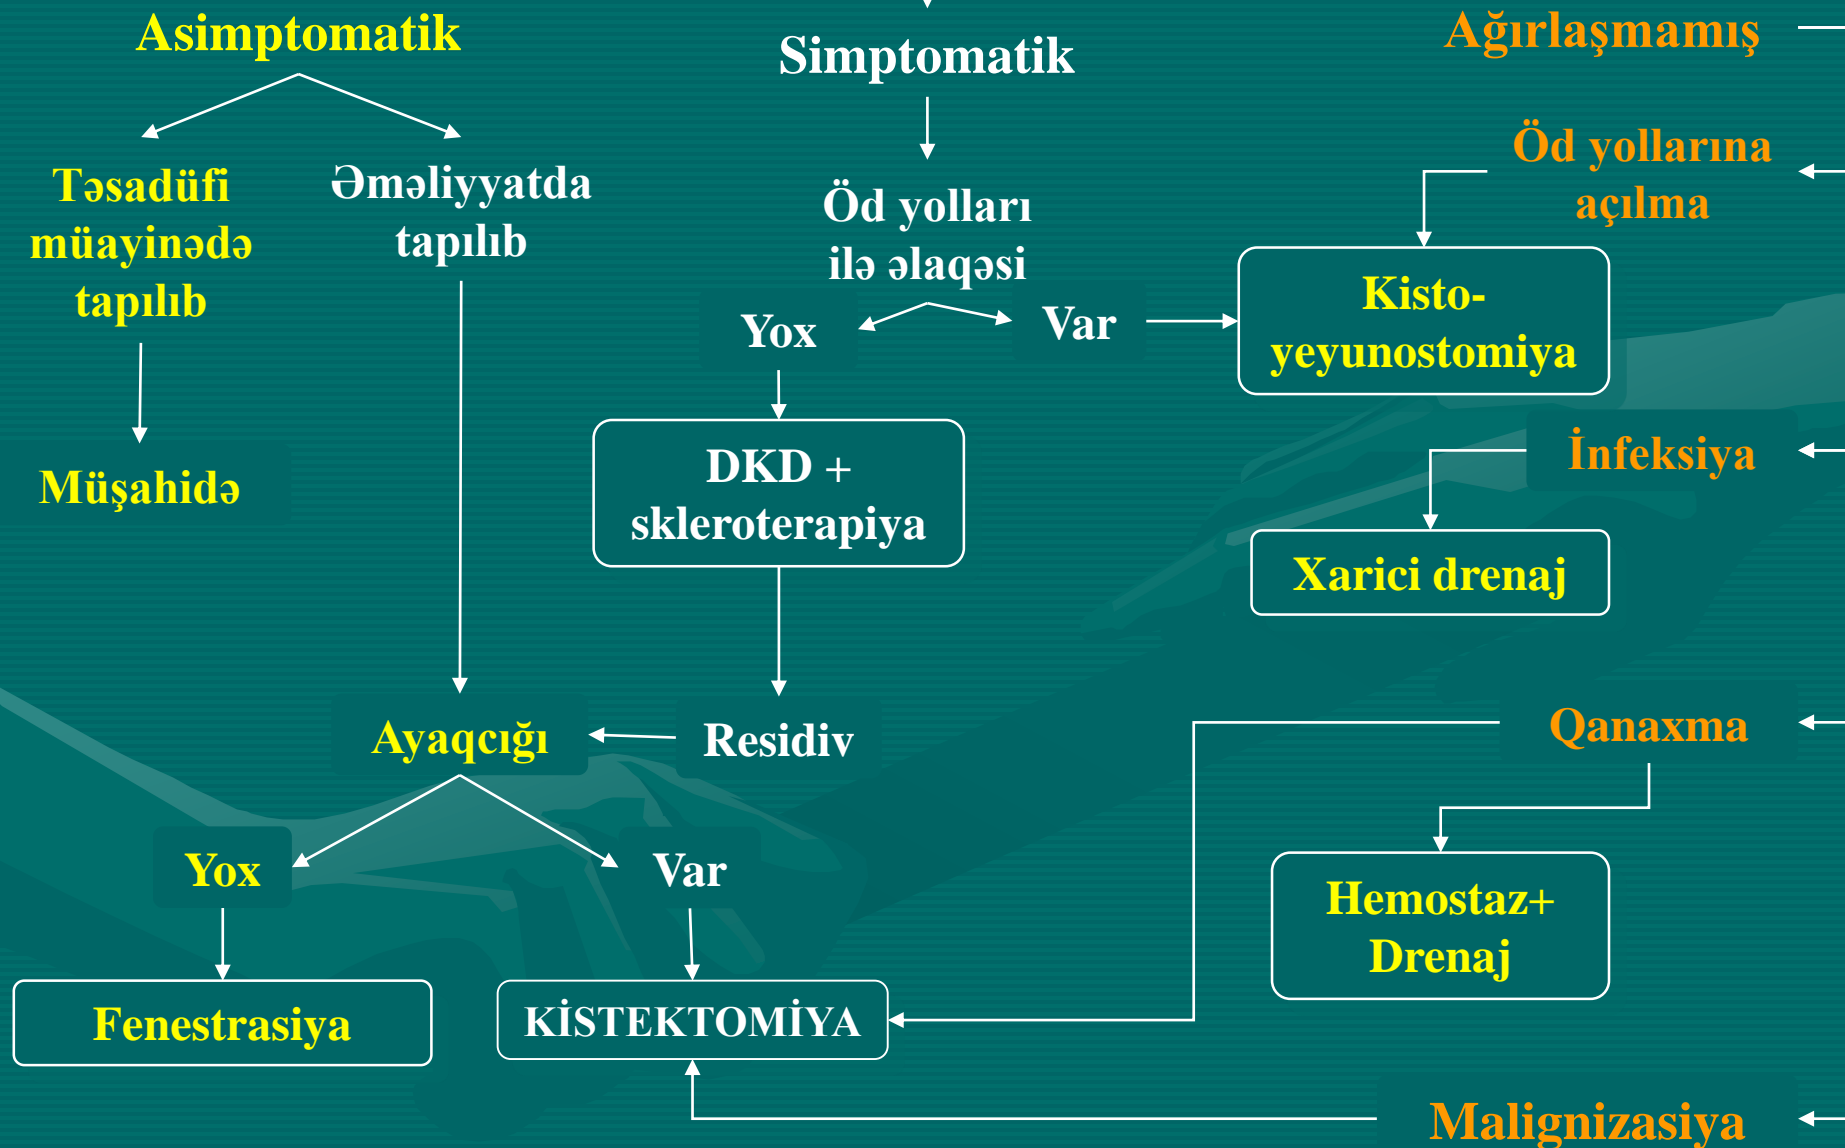 Asimptomatik
Simptomatik
Ağırlaşmamış
Təsadüfi
müayinədə
tapılıb
Əməliyyatda
tapılıb
Öd yolları
ilə əlaqəsi
Öd yollarına
açılma
Yox
Var
Kisto-
yeyunostomiya
Müşahidə
DKD +
skleroterapiya
İnfeksiya
Xarici drenaj
Ayaqcığı
Residiv
Qanaxma
Yox
Var
Hemostaz+
Drenaj
Fenestrasiya
KİSTEKTOMİYA
Malignizasiya